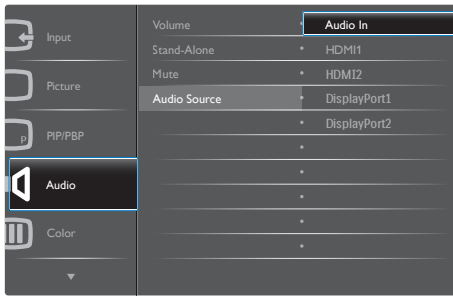 Input
Picture
P
PIP/PBP
Audio
Color
Volume
Stand-Alone
Mute
Audio Source
Audio In
HDMI1
HDMI2
DisplayPort1
DisplayPort2